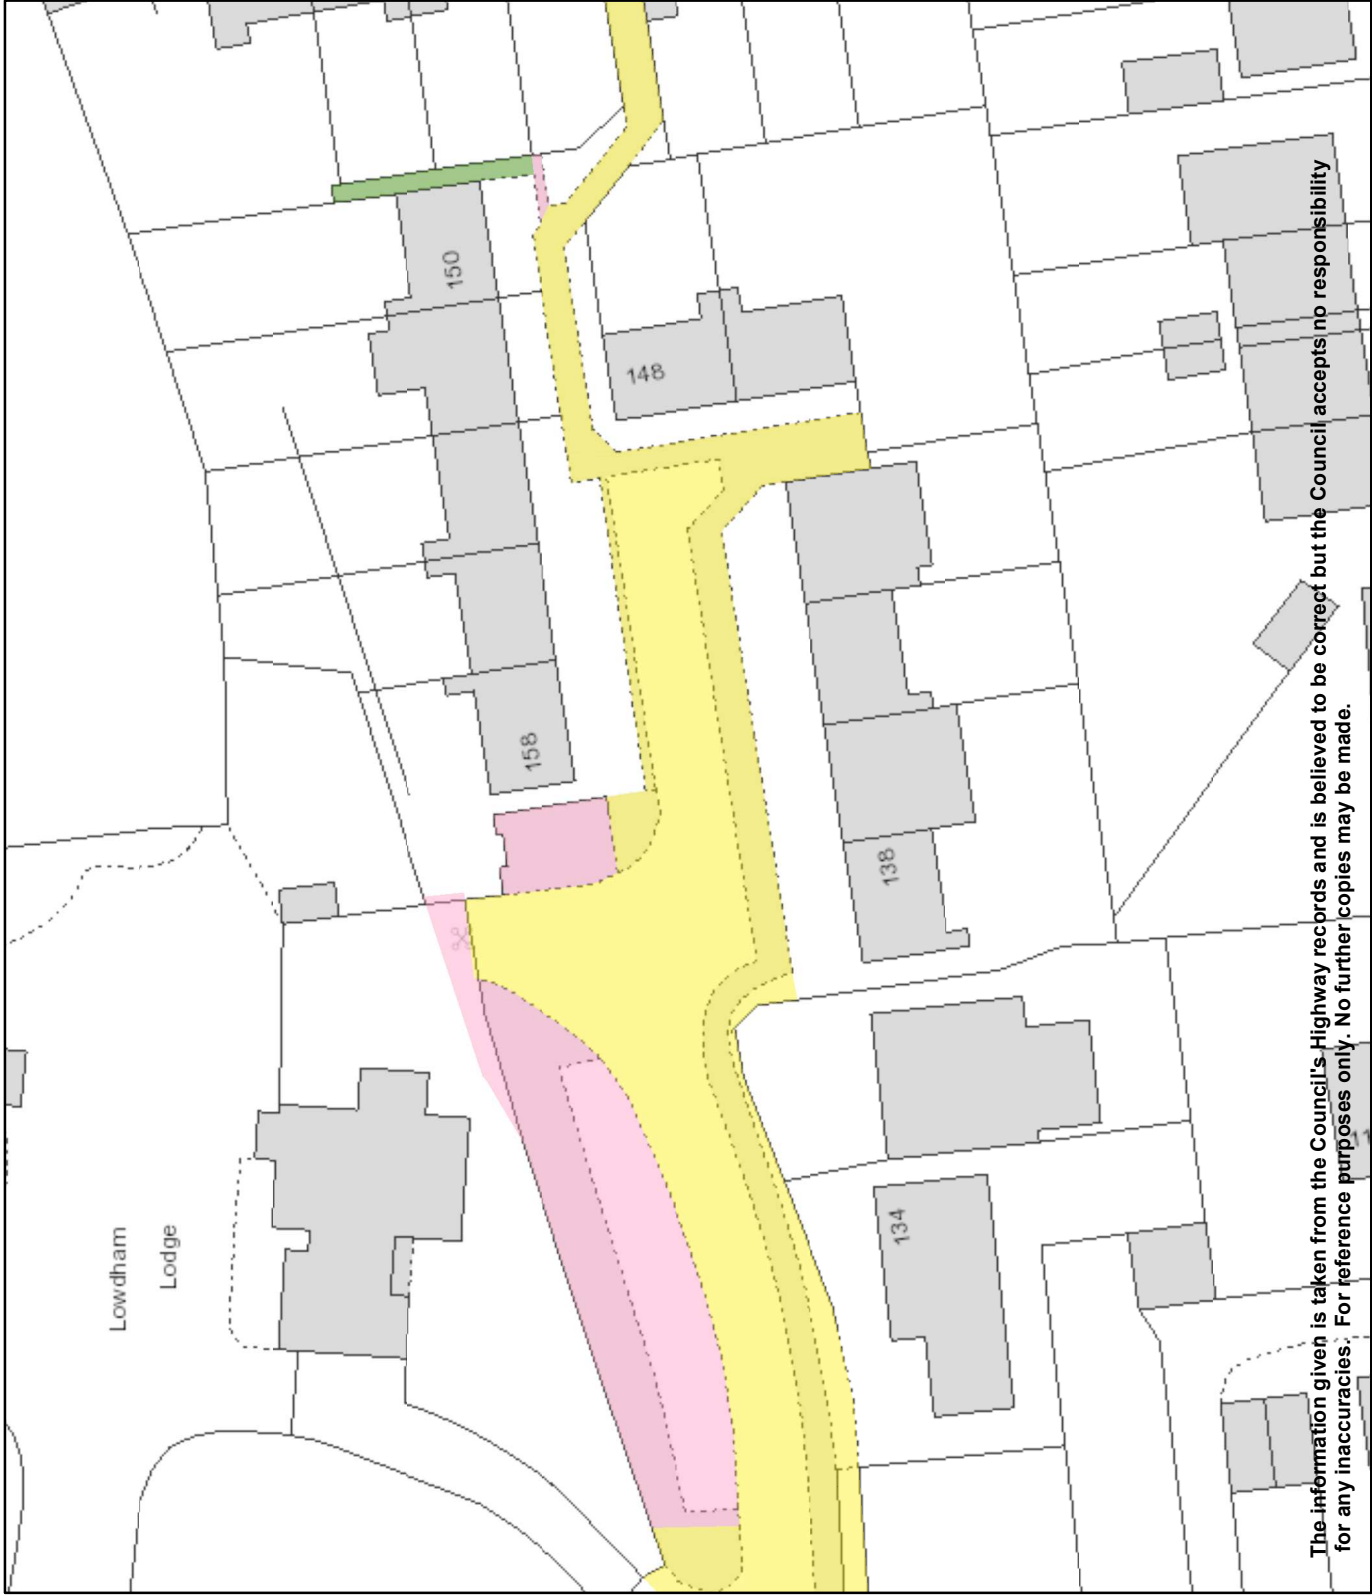 150
148
158
138
134
Lowdham
Lodge
The information given is taken from the Council's Highway records and is believed to be correct but the Council accepts no responsibility
for any inaccuracies. For reference purposes only. No further copies may be made.